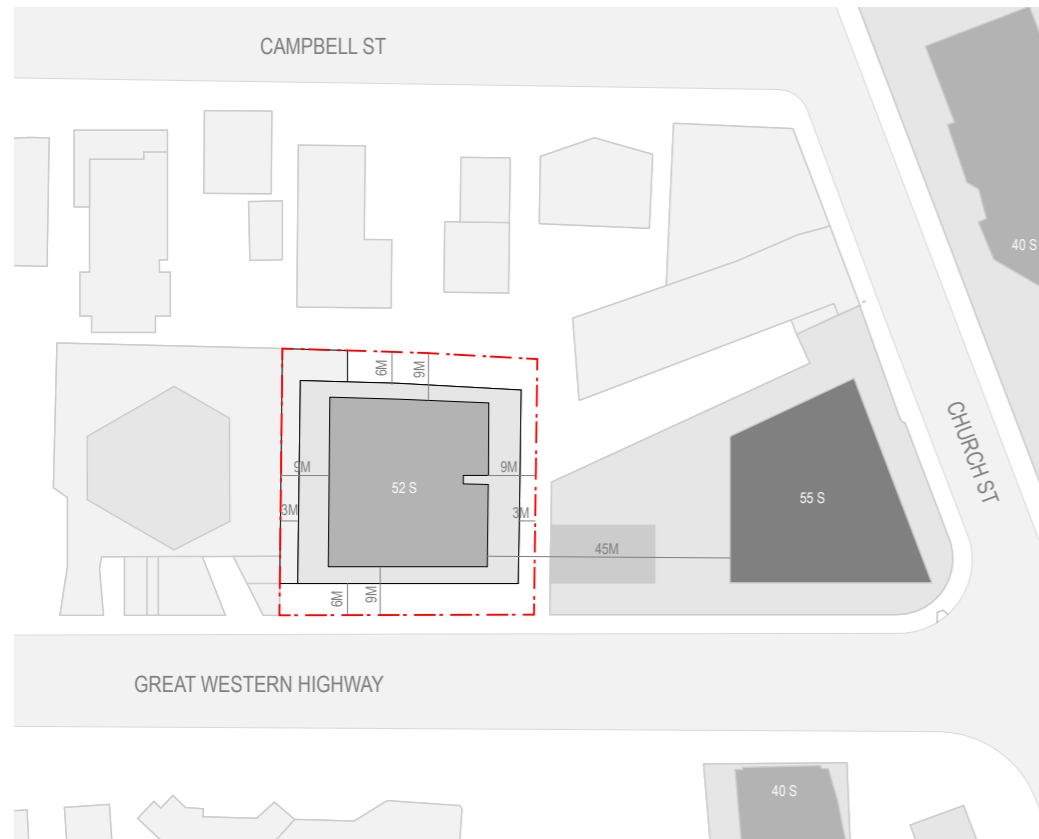 CAMPBELL ST
40 S
6M
9M
CHURCH ST
9M
9M
52 S
55 S
3M
3M
45M
6M
9M
GREAT WESTERN HIGHWAY
40 S